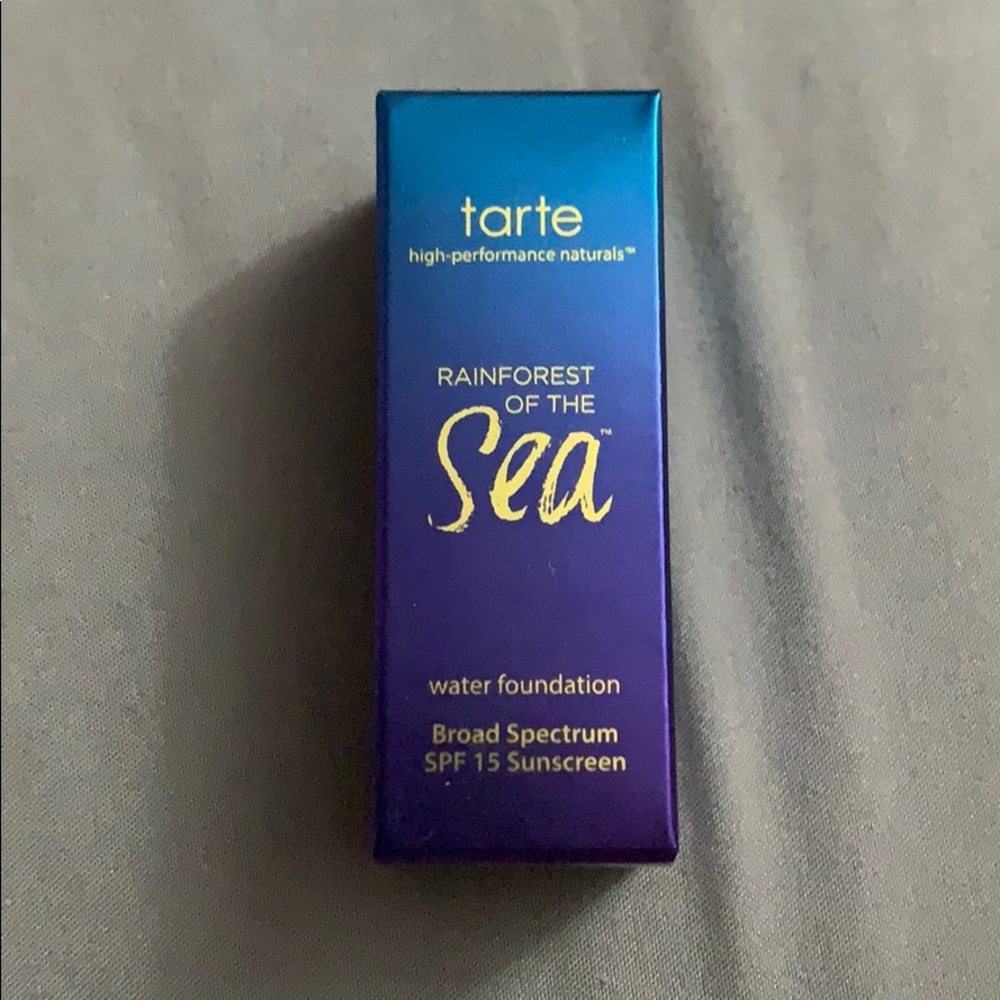 tarte
high-performance naturals™
RAINFOREST
OF THE
Sea™
water foundation
Broad Spectrum
SPF 15 Sunscreen